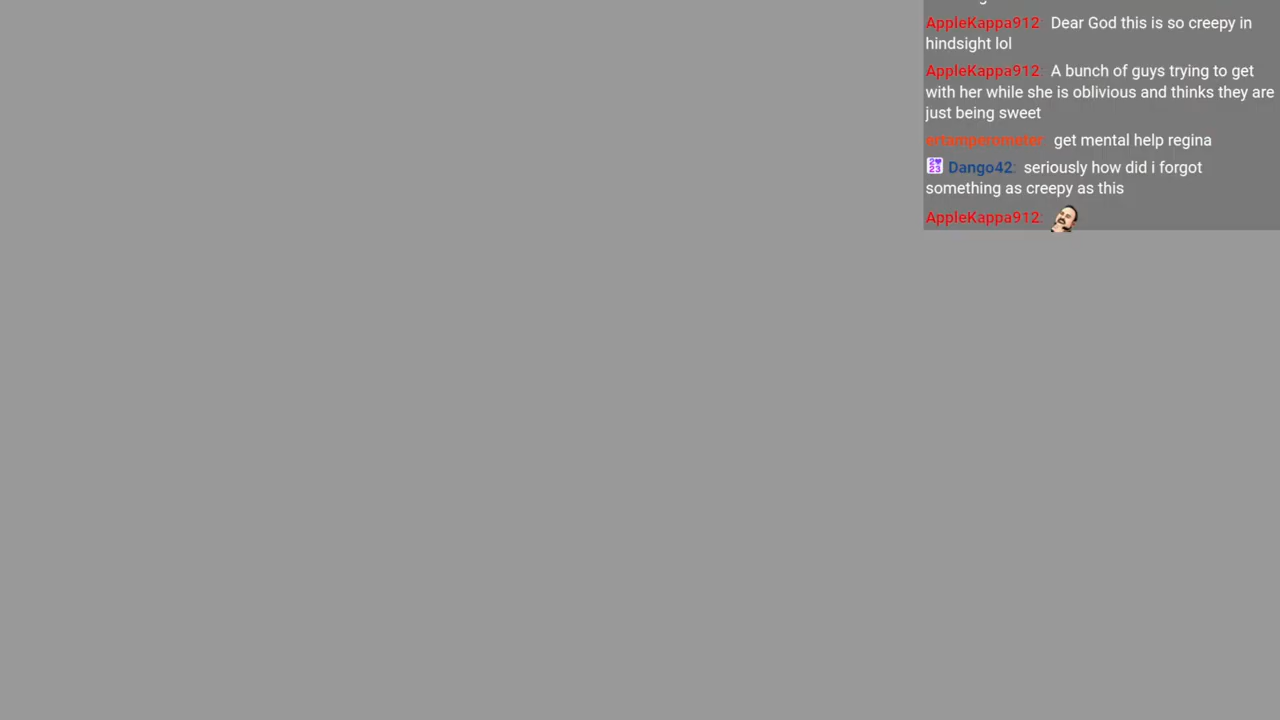 AppleKappa912: Dear God this is so creepy in
hindsight lol
AppleKappa912: A bunch of guys trying to get
with her while she is oblivious and thinks they are
just being sweet
artamperometer: get mental help regina
Dango42: seriously how did i forgot
something as creepy as this
AppleKappa912: